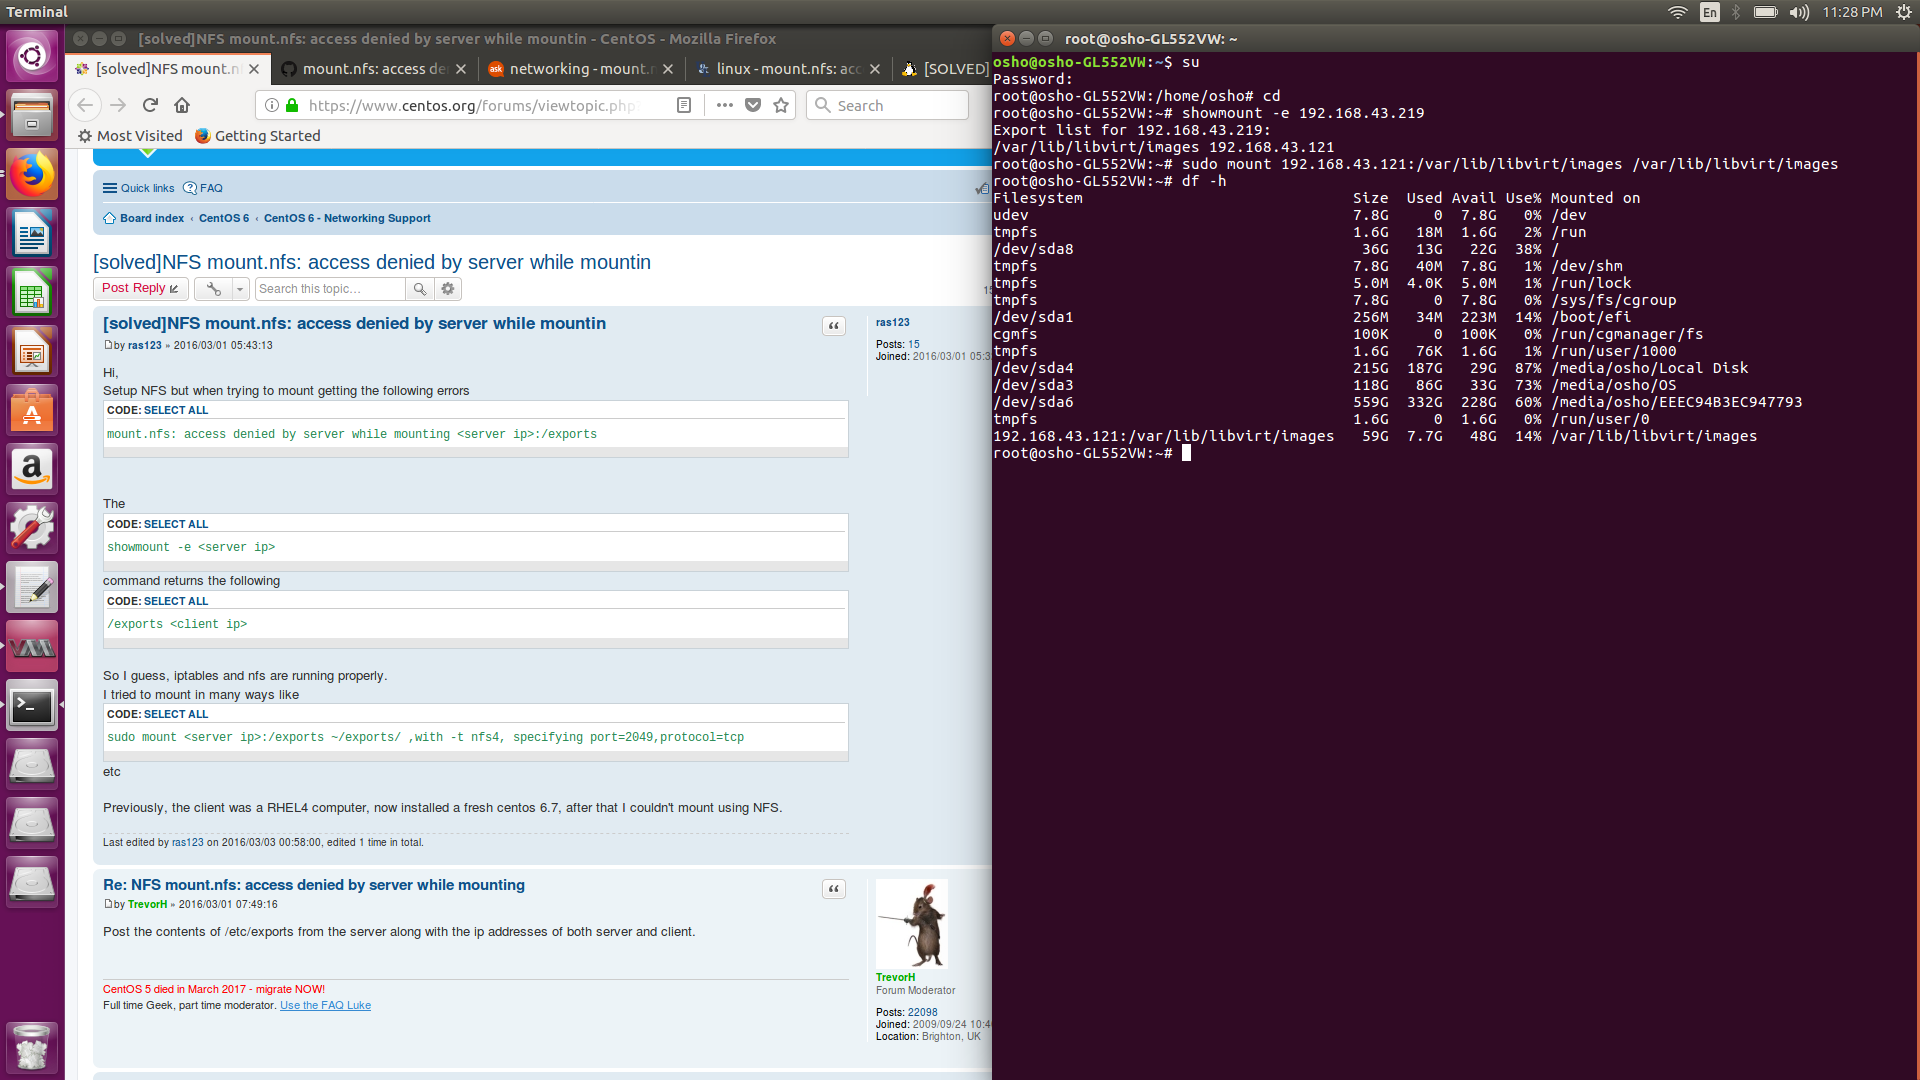 Terminal
En
11:28 PM
[solved]NFS mount.nfs: access denied by server while mountin - CentOS - Mozilla Firefox
[solved]NFS mount.n
mount.nfs: access de
ask
networking - mount.n
linux - mount.nfs: acc
[SOLVED]
https://www.centos.org/forums/viewtopic.php
Search
Most Visited
Getting Started
Quick links
FAQ
Board index ‹ CentOS 6 ‹ CentOS 6 - Networking Support
[solved]NFS mount.nfs: access denied by server while mountin
Post Reply
Search this topic…
15
[solved]NFS mount.nfs: access denied by server while mountin
by ras123 » 2016/03/01 05:43:13
ras123
Posts: 15
Joined: 2016/03/01 05:3
Hi,
Setup NFS but when trying to mount getting the following errors
CODE: SELECT ALL
mount.nfs: access denied by server while mounting <server ip>:/exports
The
CODE: SELECT ALL
showmount -e <server ip>
command returns the following
CODE: SELECT ALL
/exports <client ip>
So I guess, iptables and nfs are running properly.
I tried to mount in many ways like
CODE: SELECT ALL
sudo mount <server ip>:/exports ~/exports/ ,with -t nfs4, specifying port=2049,protocol=tcp
etc
Previously, the client was a RHEL4 computer, now installed a fresh centos 6.7, after that I couldn't mount using NFS.
Last edited by ras123 on 2016/03/03 00:58:00, edited 1 time in total.
Re: NFS mount.nfs: access denied by server while mounting
by TrevorH » 2016/03/01 07:49:16
Post the contents of /etc/exports from the server along with the ip addresses of both server and client.
CentOS 5 died in March 2017 - migrate NOW!
Full time Geek, part time moderator. Use the FAQ Luke
TrevorH
Forum Moderator
Posts: 22098
Joined: 2009/09/24 10:4
Location: Brighton, UK
root@osho-GL552VW: ~
osho@osho-GL552VW:~$ su
Password:
root@osho-GL552VW:/home/osho# cd
root@osho-GL552VW:~# showmount -e 192.168.43.219
Export list for 192.168.43.219:
/var/lib/libvirt/images 192.168.43.121
root@osho-GL552VW:~# sudo mount 192.168.43.121:/var/lib/libvirt/images /var/lib/libvirt/images
root@osho-GL552VW:~# df -h
Filesystem Size Used Avail Use% Mounted on
udev 7.8G 0 7.8G 0% /dev
tmpfs 1.6G 18M 1.6G 2% /run
/dev/sda8 36G 13G 22G 38% /
tmpfs 7.8G 40M 7.8G 1% /dev/shm
tmpfs 5.0M 4.0K 5.0M 1% /run/lock
tmpfs 7.8G 0 7.8G 0% /sys/fs/cgroup
/dev/sda1 256M 34M 223M 14% /boot/efi
cgmfs 100K 0 100K 0% /run/cgmanager/fs
tmpfs 1.6G 76K 1.6G 1% /run/user/1000
/dev/sda4 215G 187G 29G 87% /media/osho/Local Disk
/dev/sda3 118G 86G 33G 73% /media/osho/OS
/dev/sda6 559G 332G 228G 60% /media/osho/EEEC94B3EC947793
tmpfs 1.6G 0 1.6G 0% /run/user/0
192.168.43.121:/var/lib/libvirt/images 59G 7.7G 48G 14% /var/lib/libvirt/images
root@osho-GL552VW:~#